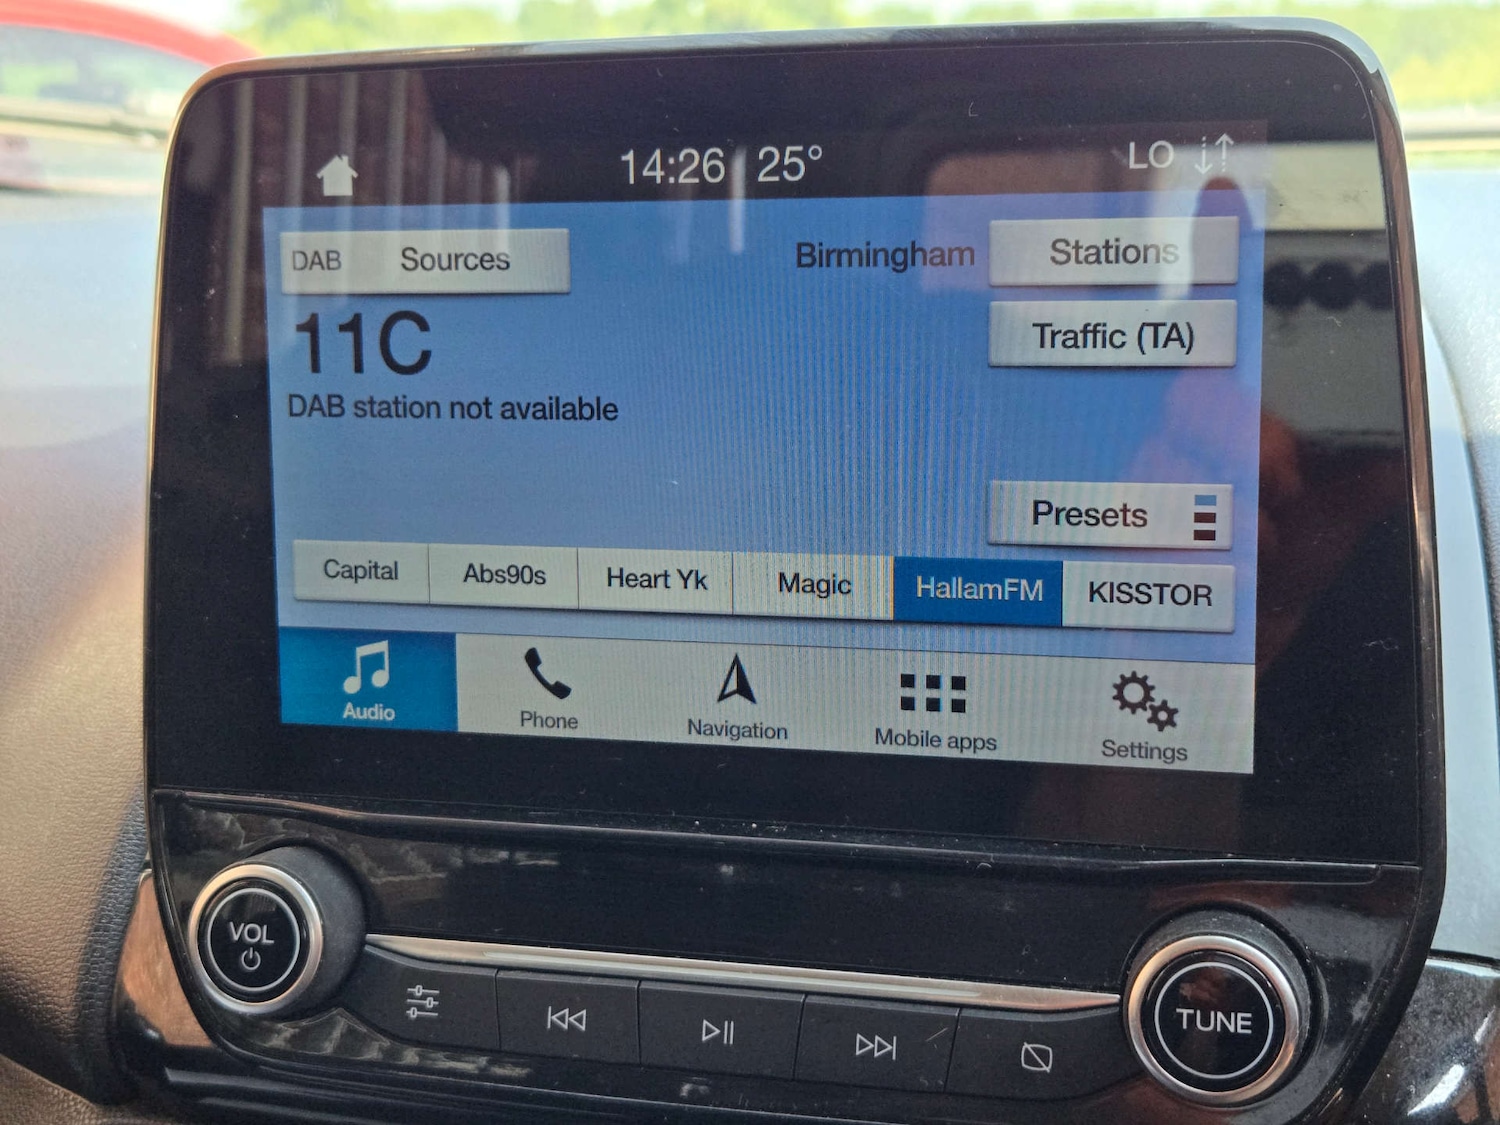 14:26 25° LO
DAB Sources Birmingham Stations
11C Traffic (TA)
DAB station not available
Presets
Capital Abs90s Heart Yk Magic HallamFM KISSTOR
Audio Phone Navigation Mobile apps Settings
VOL TUNE